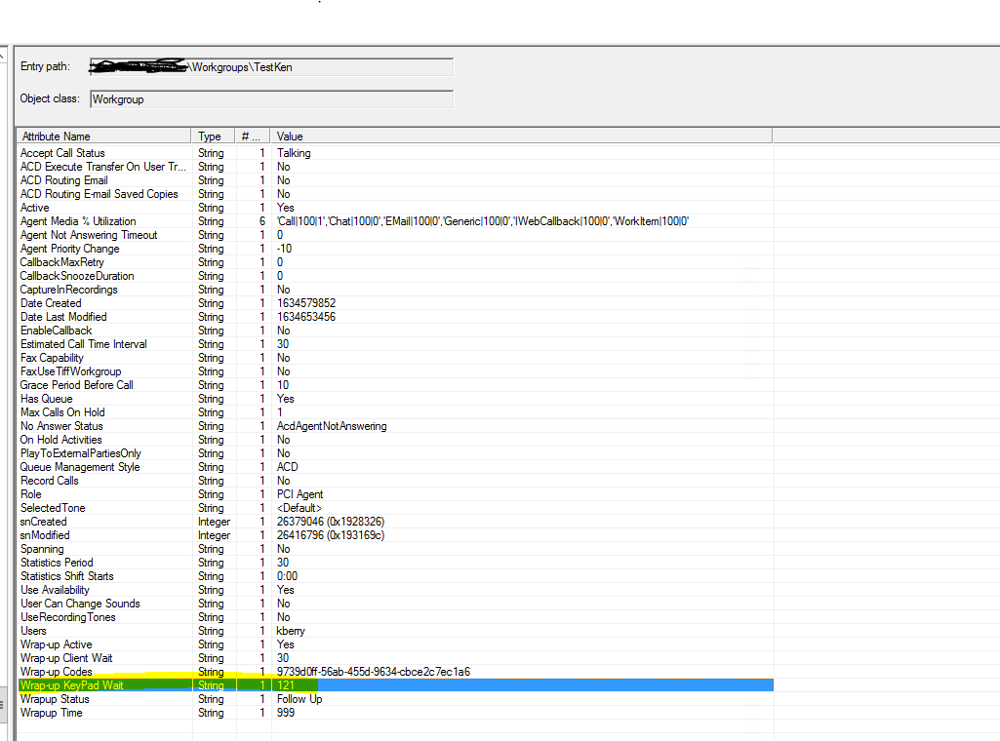 Entry path: \Workgroups\TestKen
Object class: Workgroup
Attribute Name Type # ... Value
Accept Call Status String 1 Talking
ACD Execute Transfer On User Tr... String 1 No
ACD Routing Email String 1 No
ACD Routing E-mail Saved Copies String 1 No
Active String 1 Yes
Agent Media % Utilization String 6 'Call|100|1','Chat|100|0','EMail|100|0','Generic|100|0','IWebCallback|100|0','WorkItem|100|0'
Agent Not Answering Timeout String 1 0
Agent Priority Change String 1 -10
CallbackMaxRetry String 1 0
CallbackSnoozeDuration String 1 0
CaptureInRecordings String 1 No
Date Created String 1 1634579852
Date Last Modified String 1 1634653456
EnableCallback String 1 No
Estimated Call Time Interval String 1 30
Fax Capability String 1 No
FaxUseTiffWorkgroup String 1 No
Grace Period Before Call String 1 10
Has Queue String 1 Yes
Max Calls On Hold String 1 1
No Answer Status String 1 AcdAgentNotAnswering
On Hold Activities String 1 No
PlayToExternalPartiesOnly String 1 No
Queue Management Style String 1 ACD
Record Calls String 1 No
Role String 1 PCI Agent
SelectedTone String 1 <Default>
snCreated Integer 1 26379046 (0x1928326)
snModified Integer 1 26416796 (0x193169c)
Spanning String 1 No
Statistics Period String 1 30
Statistics Shift Starts String 1 0:00
Use Availability String 1 Yes
User Can Change Sounds String 1 No
UseRecordingTones String 1 No
Users String 1 kberry
Wrap-up Active String 1 Yes
Wrap-up Client Wait String 1 30
Wrap-up Codes String 1 9739d0ff-56ab-455d-9634-cbce2c7ec1a6
Wrap-up KeyPad Wait String 1 121
Wrapup Status String 1 Follow Up
Wrapup Time String 1 999